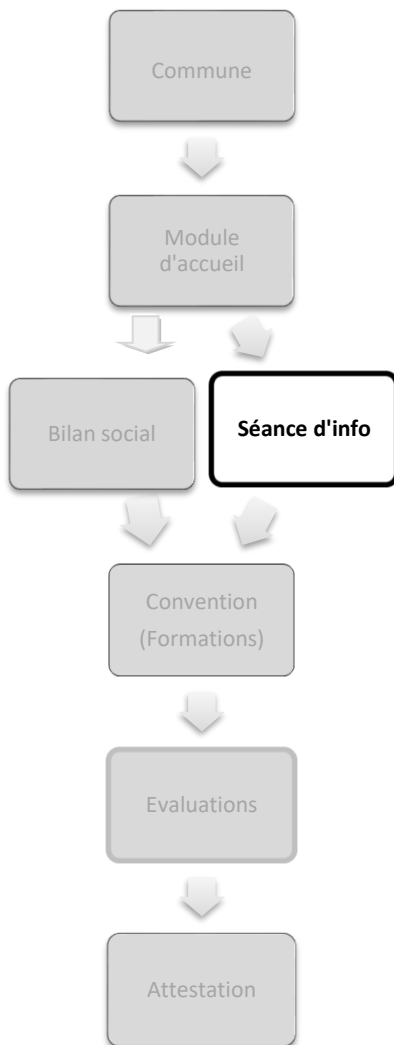 Commune
Module
d'accueil
Bilan social
Séance d'info
Convention
(Formations)
Evaluations
Attestation